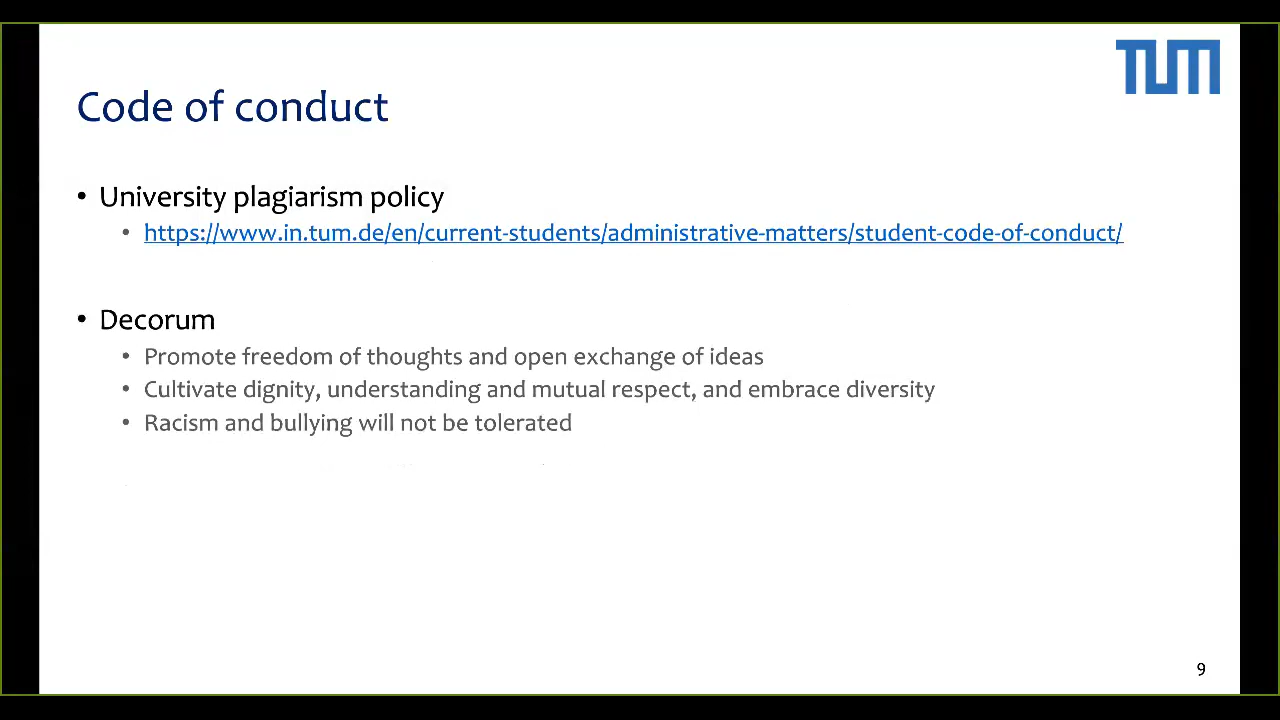 TUM
Code of conduct
• University plagiarism policy
• https://www.in.tum.de/en/current-students/administrative-matters/student-code-of-conduct/
• Decorum
• Promote freedom of thoughts and open exchange of ideas
• Cultivate dignity, understanding and mutual respect, and embrace diversity
• Racism and bullying will not be tolerated
9